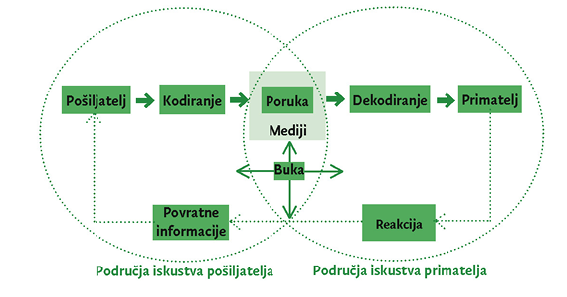 Pošiljatelj
Kodiranje
Poruka
Dekodiranje
Primatelj
Mediji
Buka
Povratne
informacije
Reakcija
Područja iskustva pošiljatelja
Područja iskustva primatelja